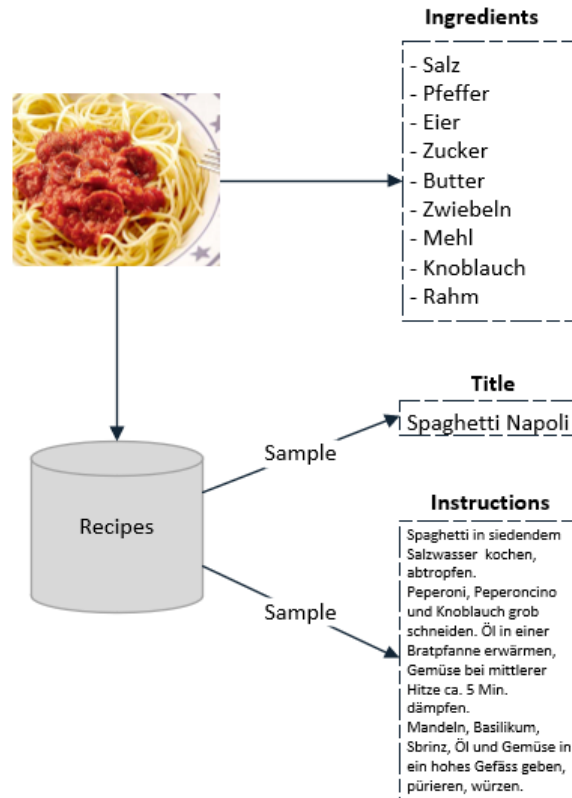 Ingredients
- Salz
- Pfeffer
- Eier
- Zucker
- Butter
- Zwiebeln
- Mehl
- Knoblauch
- Rahm
Title
Spaghetti Napoli
Sample
Recipes
Sample
Instructions
Spaghetti in siedendem
Salzwasser kochen,
abtropfen.
Peperoni, Peperoncino
und Knoblauch grob
schneiden. Öl in einer
Bratpfanne erwärmen,
Gemüse bei mittlerer
Hitze ca. 5 Min.
dämpfen.
Mandeln, Basilikum,
Sbrinz, Öl und Gemüse in
ein hohes Gefäss geben,
pürieren, würzen.